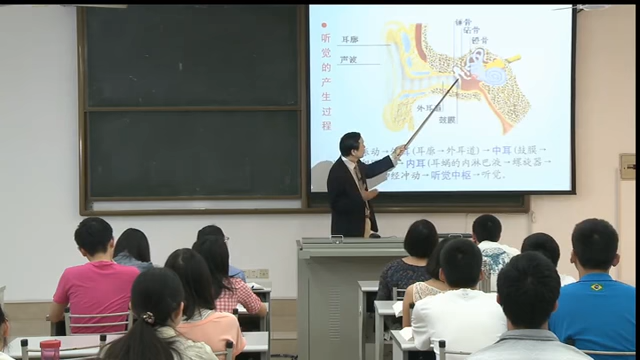 听觉的产生过程
锤骨
砧骨
镫骨
耳廓
声波
外耳道
鼓膜
动→外耳(耳廓→外耳道)→中耳(鼓膜→
内耳(耳蜗的内淋巴液→螺旋器→
经冲动→听觉中枢→听觉。